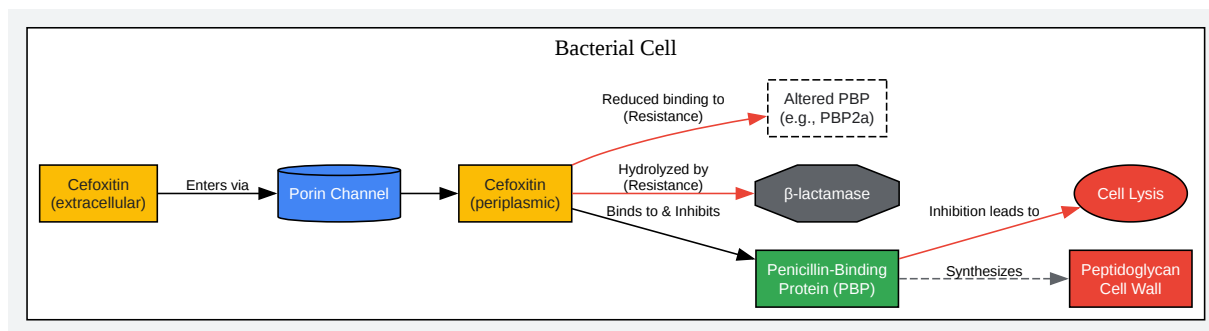 Bacterial Cell
Reduced binding to
(Resistance)
Altered PBP
(e.g., PBP2a)
Cefoxitin
(extracellular)
Enters via
Porin Channel
Cefoxitin
(periplasmic)
Hydrolyzed by
(Resistance)
β-lactamase
Cell Lysis
Binds to & Inhibits
Inhibition leads to
Penicillin-Binding
Protein (PBP)
Synthesizes
Peptidoglycan
Cell Wall